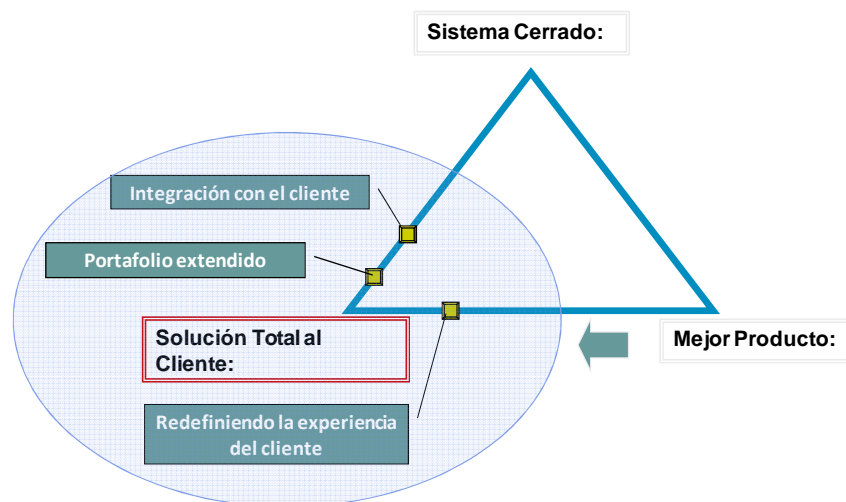 Sistema Cerrado:
Integración con el cliente
Portafolio extendido
Solución Total al
Cliente:
Mejor Producto:
Redefiniendo la experiencia
del cliente